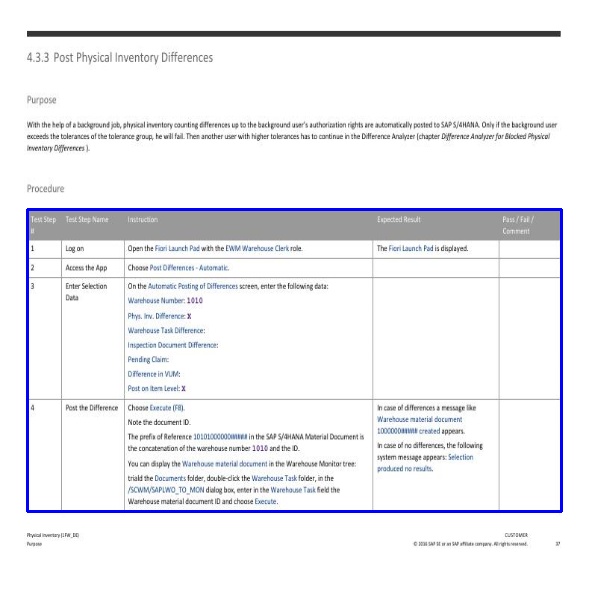 4.3.3 Post Physical Inventory Differences
Purpose
With the help of a background job, physical inventory counting differences up to the background user's authorization rights are automatically posted to SAP S/4HANA. Only if the background user
exceeds the tolerances of the tolerance group, he will fail. Then another user with higher tolerances has to continue in the Difference Analyzer (chapter Difference Analyzer for Blocked Physical
Inventory Differences ).
Procedure
Test Step
#
Test Step Name
Instruction
Expected Result
Pass / Fail /
Comment
1
Log on
Open the Fiori Launch Pad with the EWM Warehouse Clerk role.
The Fiori Launch Pad is displayed.
2
Access the App
Choose Post Differences - Automatic.
3
Enter Selection
Data
On the Automatic Posting of Differences screen, enter the following data:
Warehouse Number: 1010
Phys. Inv. Difference: X
Warehouse Task Difference:
Inspection Document Difference:
Pending Claim:
Difference in VUM:
Post on Item Level: X
4
Post the Difference
Choose Execute (F8).
Note the document ID.
The prefix of Reference 10101000000##### in the SAP S/4HANA Material Document is
the concatenation of the warehouse number 1010 and the ID.
You can display the Warehouse material document in the Warehouse Monitor tree:
triald the Documents folder, double-click the Warehouse Task folder, in the
/SCWM/SAPLWO_TO_MON dialog box, enter in the Warehouse Task field the
Warehouse material document ID and choose Execute.
In case of differences a message like
Warehouse material document
1000000##### created appears.
In case of no differences, the following
system message appears: Selection
produced no results.
Physical Inventory (1FW_DE)
Purpose
CUSTOMER
© 2016 SAP SE or an SAP affiliate company. All rights reserved.
37